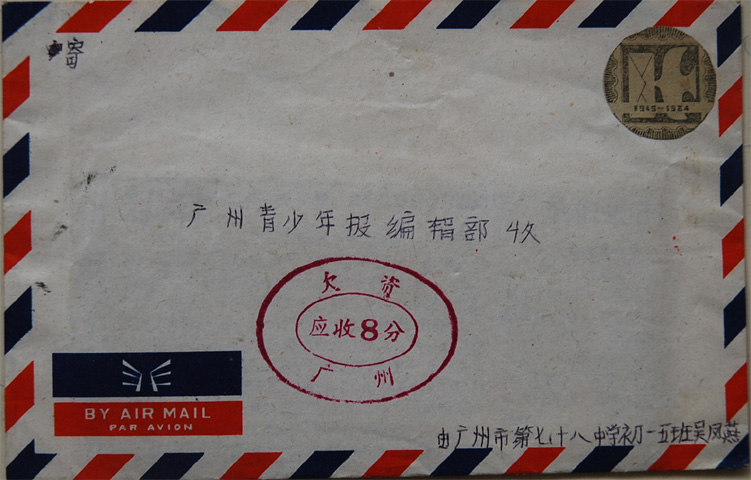 寄
1949-1984
广州青少年报编辑部收
欠资
应收8分
广州
BY AIR MAIL
PAR AVION
由广州市第七十八中学初一五班吴凤燕